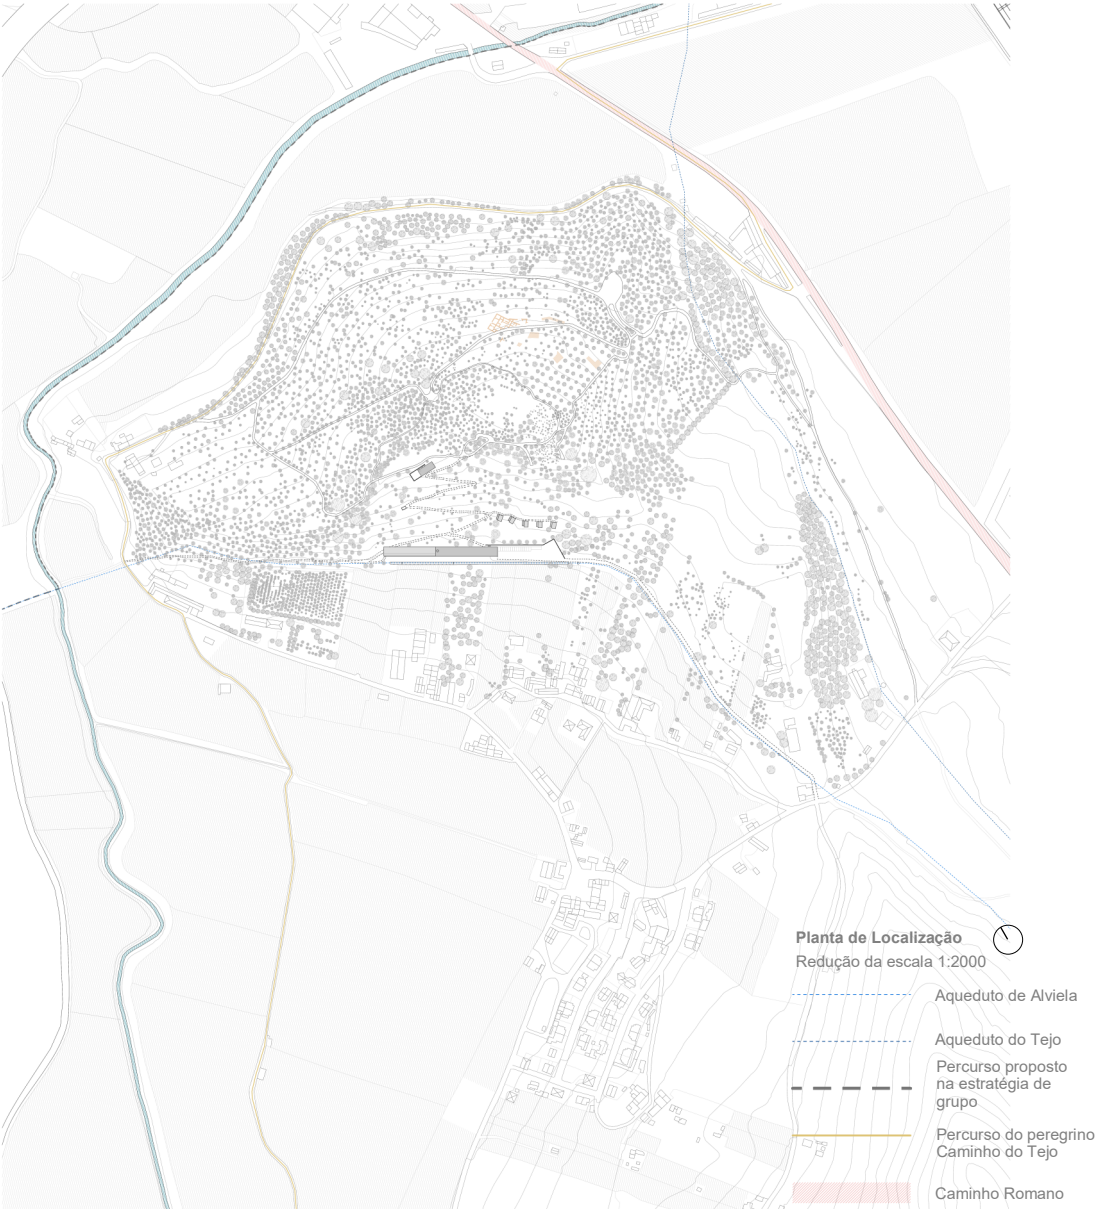 Planta de Localização
Redução da escala 1:2000
Aqueduto de Alviela
Aqueduto do Tejo
Percurso proposto
na estratégia de
grupo
Percurso do peregrino
Caminho do Tejo
Caminho Romano